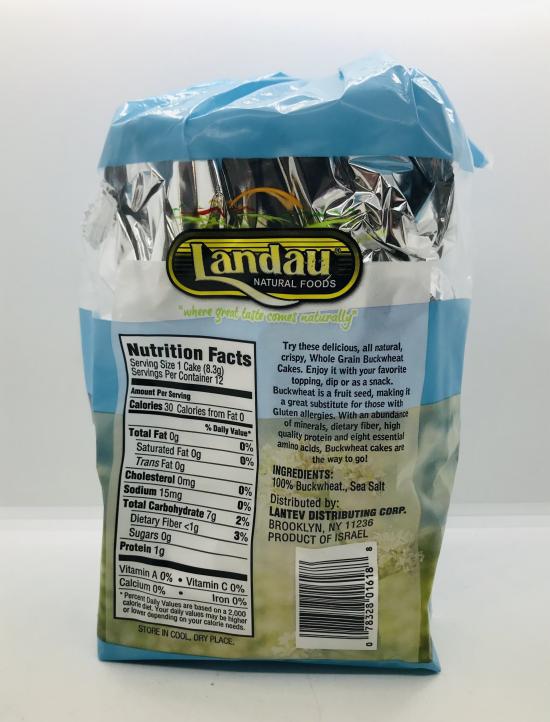 Landau
NATURAL FOODS
"where great taste comes naturally"
Nutrition Facts
Serving Size 1 Cake (8.3g)
Servings Per Container 12
Amount Per Serving
Calories 30 Calories from Fat 0
% Daily Value*
Total Fat 0g 0%
Saturated Fat 0g 0%
Trans Fat 0g
Cholesterol 0mg 0%
Sodium 15mg 0%
Total Carbohydrate 7g 2%
Dietary Fiber <1g 3%
Sugars 0g
Protein 1g
Vitamin A 0% • Vitamin C 0%
Calcium 0% • Iron 0%
* Percent Daily Values are based on a 2,000
calorie diet. Your daily values may be higher
or lower depending on your calorie needs.
STORE IN COOL, DRY PLACE.
Try these delicious, all natural,
crispy, Whole Grain Buckwheat
Cakes. Enjoy it with your favorite
topping, dip or as a snack.
Buckwheat is a fruit seed, making it
a great substitute for those with
Gluten allergies. With an abundance
of minerals, dietary fiber, high
quality protein and eight essential
amino acids, Buckwheat cakes are
the way to go!
INGREDIENTS:
100% Buckwheat., Sea Salt
Distributed by:
LANTEV DISTRIBUTING CORP.
BROOKLYN, NY 11236
PRODUCT OF ISRAEL
0 78328 01618 8